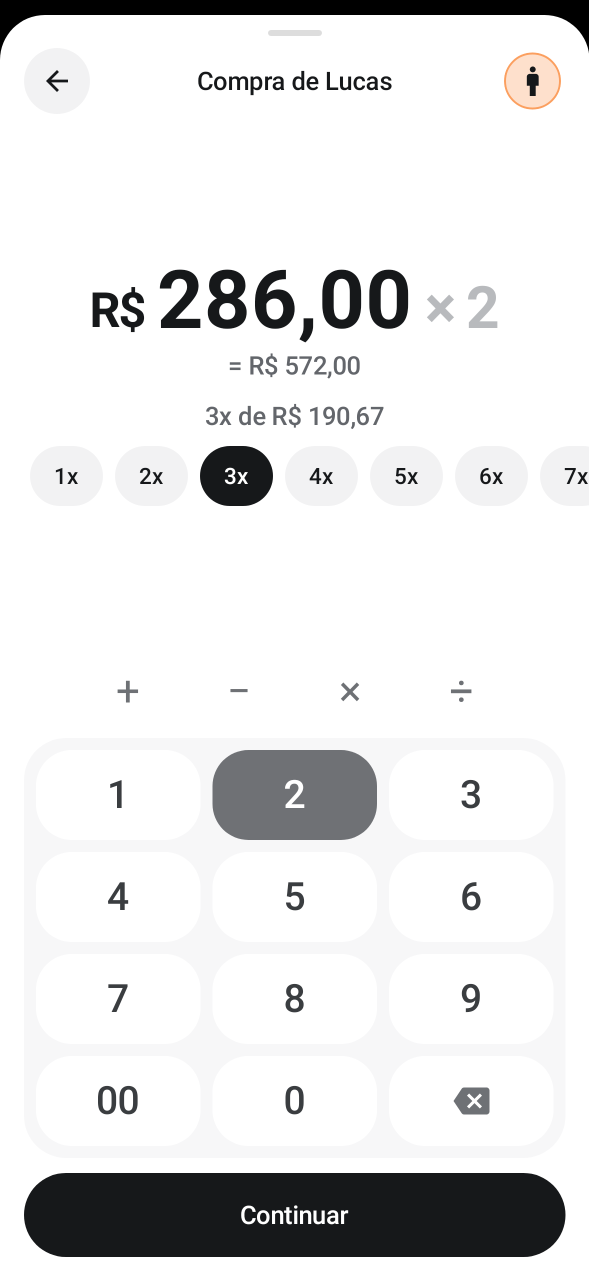 Compra de Lucas
R$ 286,00 × 2
= R$ 572,00
3x de R$ 190,67
1x 2x 3x 4x 5x 6x 7x
+ − × ÷
1 2 3
4 5 6
7 8 9
00 0
Continuar